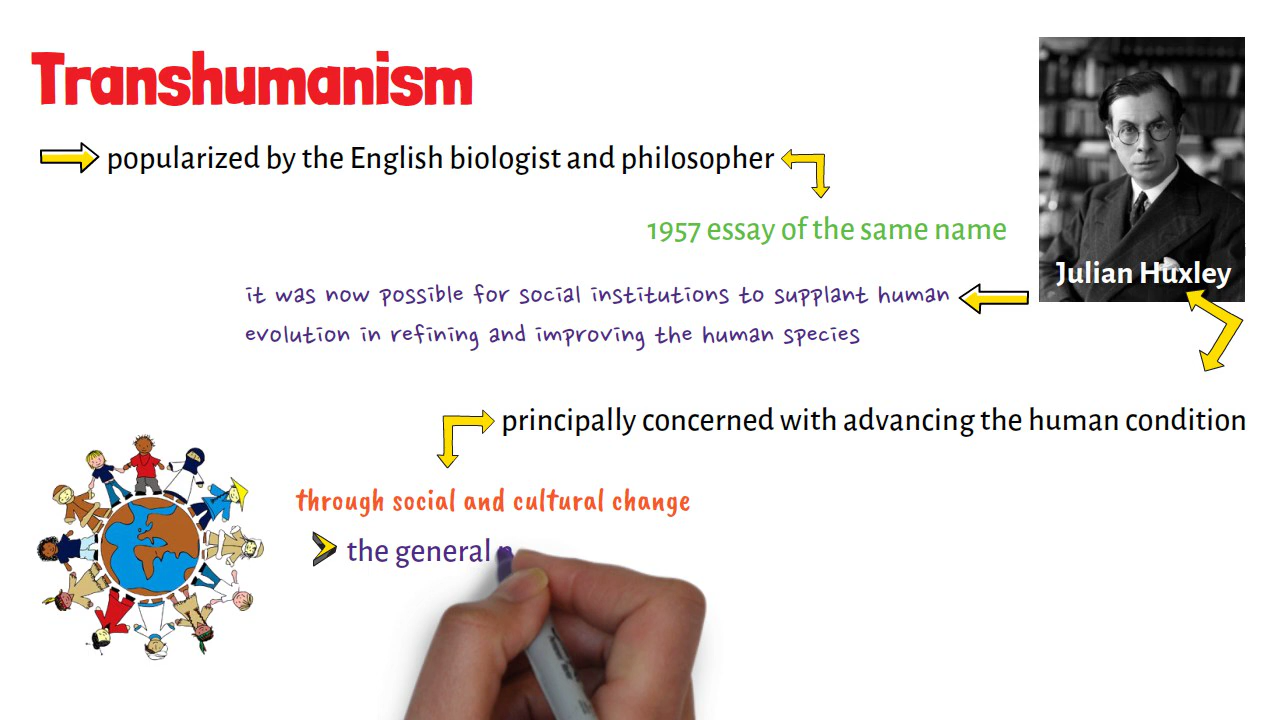 Transhumanism
popularized by the English biologist and philosopher
1957 essay of the same name
Julian Huxley
it was now possible for social institutions to supplant human
evolution in refining and improving the human species
principally concerned with advancing the human condition
through social and cultural change
the general